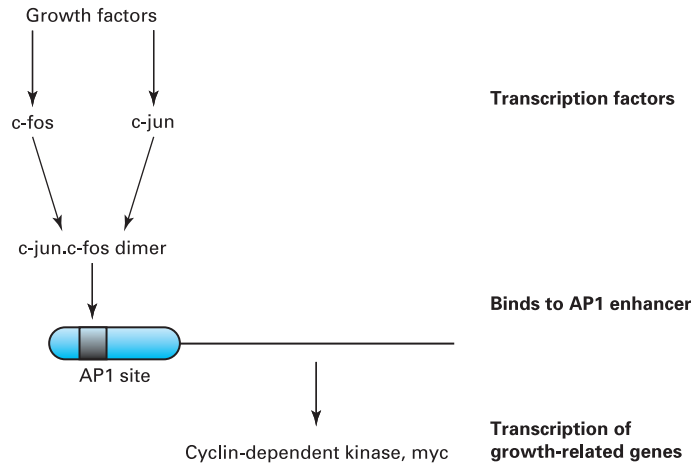 Growth factors
Transcription factors
c-fos
c-jun
c-jun.c-fos dimer
Binds to AP1 enhancer
AP1 site
Transcription of
growth-related genes
Cyclin-dependent kinase, myc